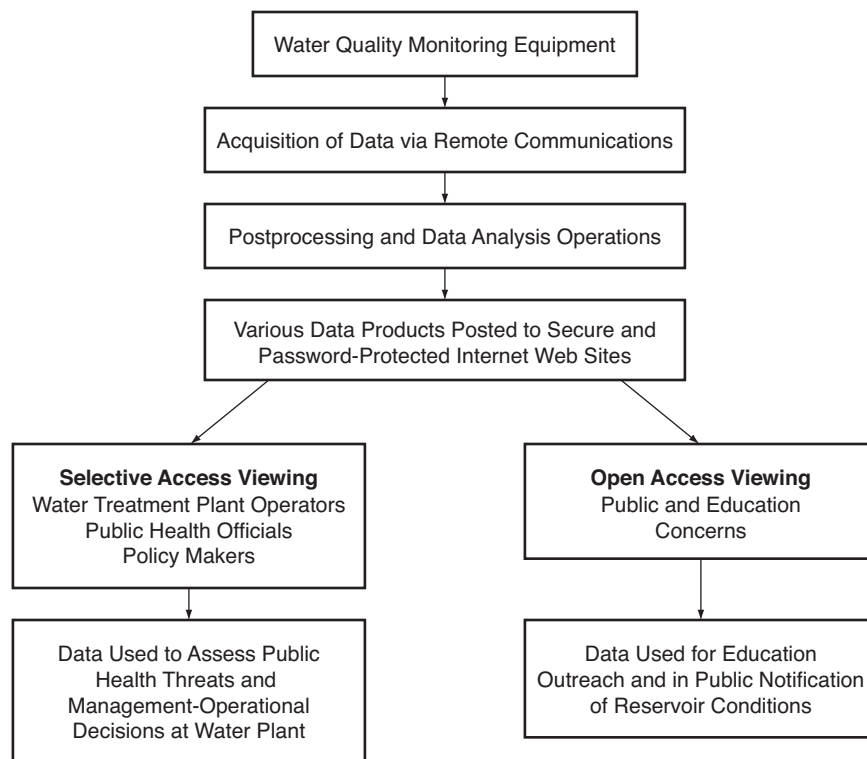 Water Quality Monitoring Equipment
Acquisition of Data via Remote Communications
Postprocessing and Data Analysis Operations
Various Data Products Posted to Secure and
Password-Protected Internet Web Sites
Selective Access Viewing
Water Treatment Plant Operators
Public Health Officials
Policy Makers
Open Access Viewing
Public and Education
Concerns
Data Used to Assess Public
Health Threats and
Management-Operational
Decisions at Water Plant
Data Used for Education
Outreach and in Public Notification
of Reservoir Conditions